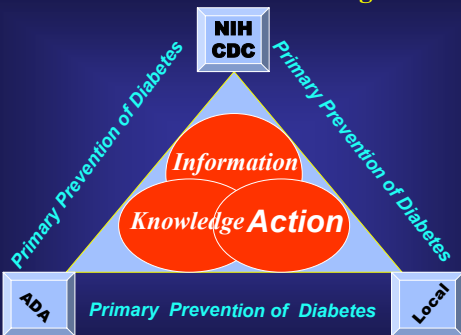 NIH
CDC
Primary Prevention of Diabetes
Primary Prevention of Diabetes
Information
Knowledge
Action
ADA
Primary Prevention of Diabetes
Local